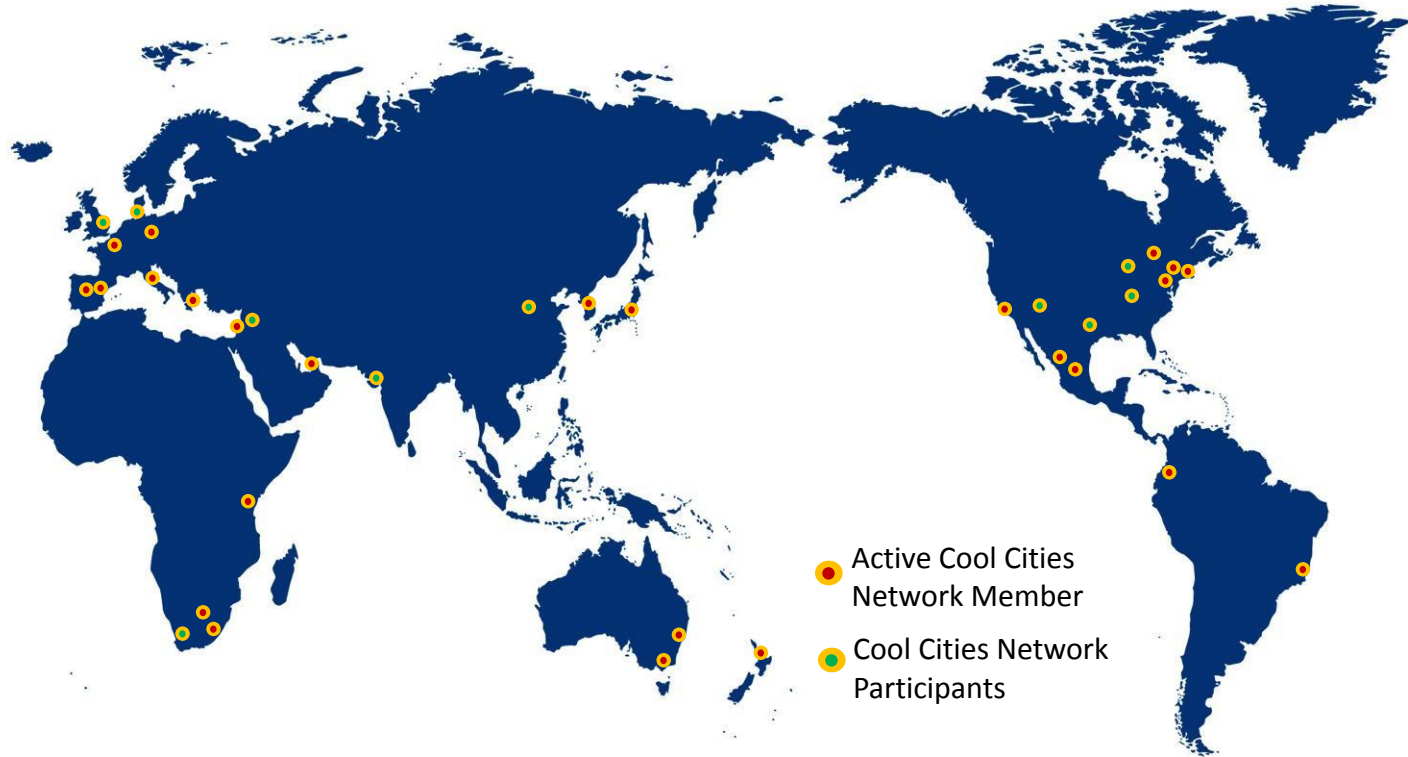 Active Cool Cities
Network Member
Cool Cities Network
Participants